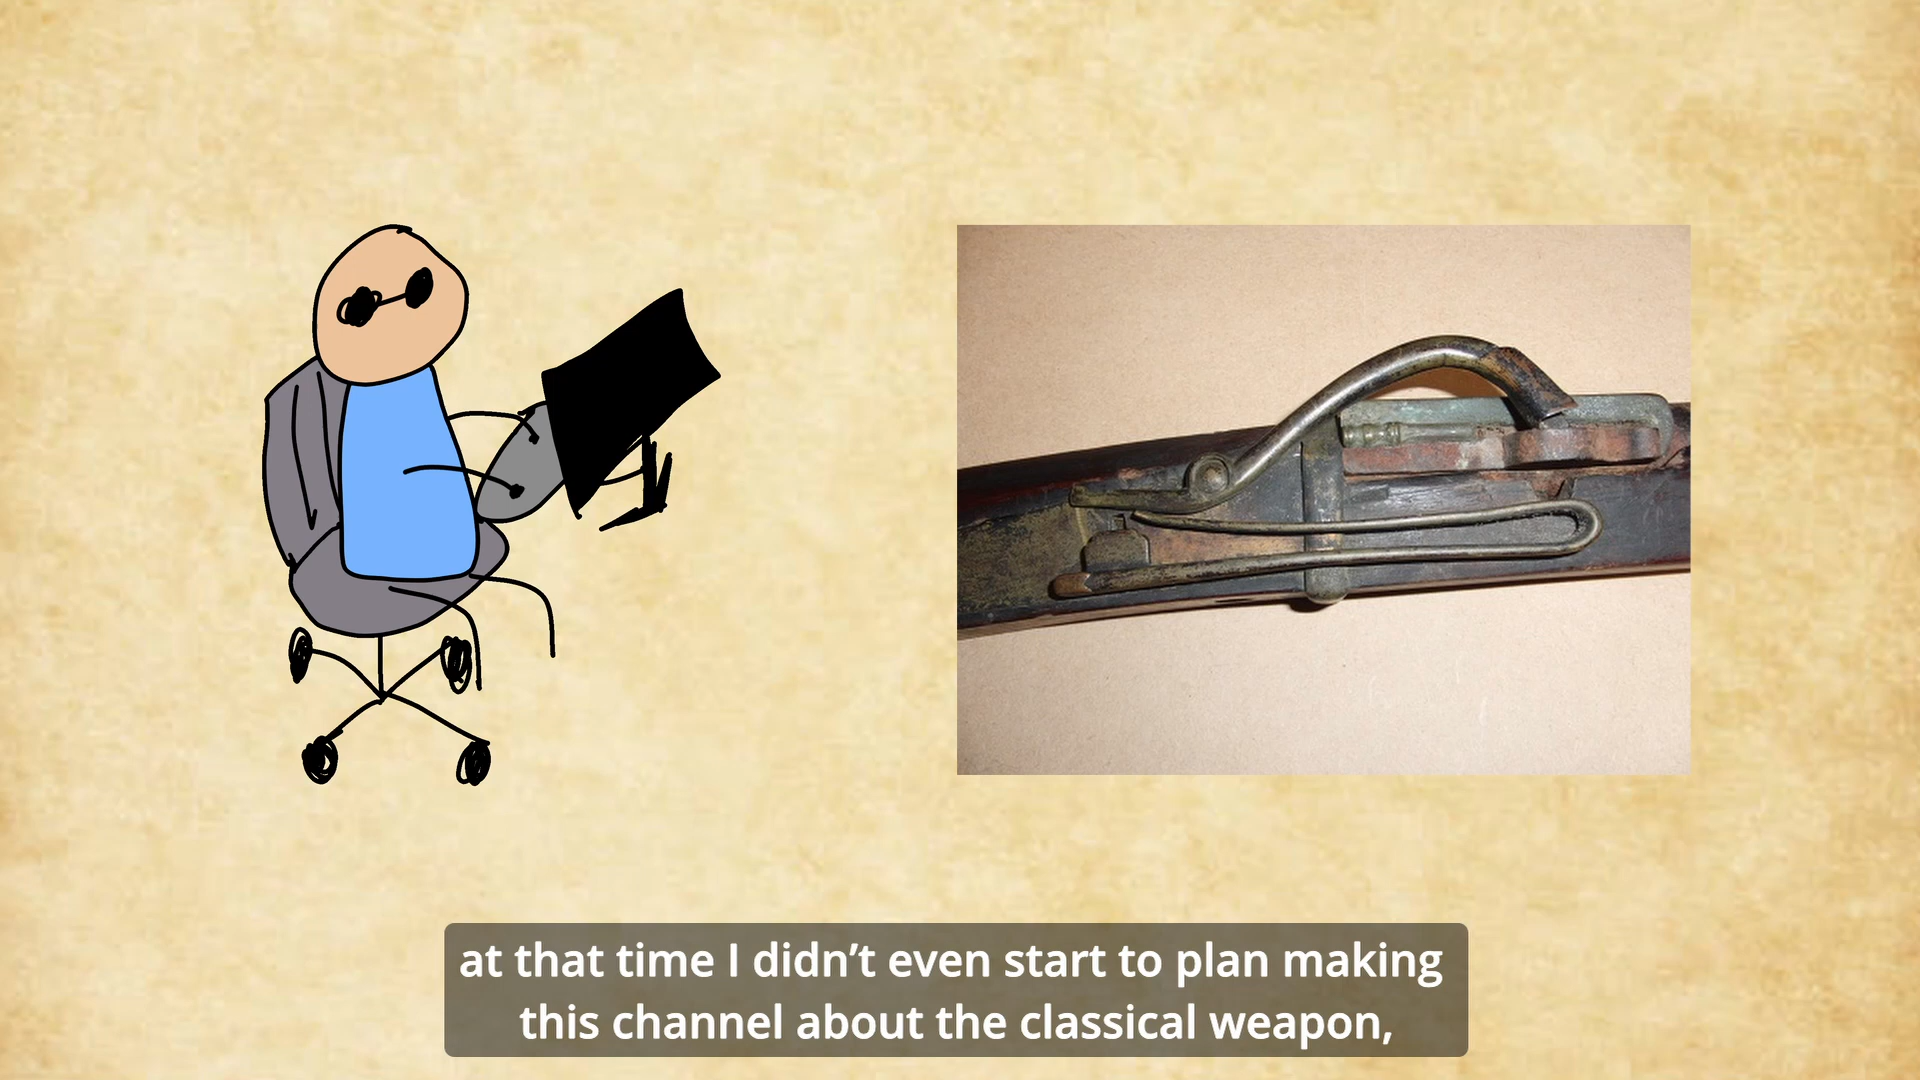 at that time I didn’t even start to plan making
this channel about the classical weapon,